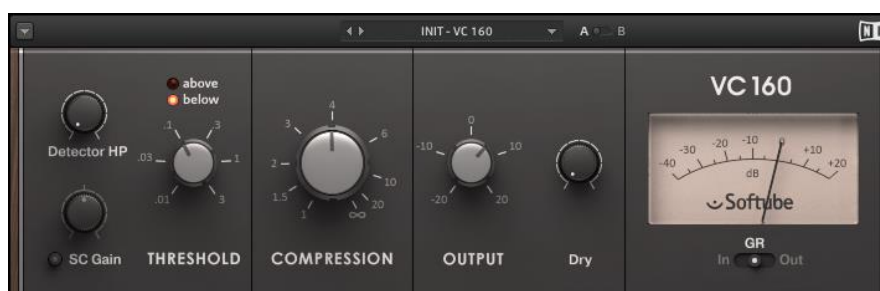 INIT - VC 160
A B
N
above
below
Detector HP
.01 .03 .1 .3 1 3
SC Gain
THRESHOLD
1 1.5 2 3 4 6 10 20 ∞
COMPRESSION
-20 -10 0 10 20
OUTPUT
Dry
VC 160
-40 -30 -20 -10 0 +10 +20
dB
Softube
GR
In Out